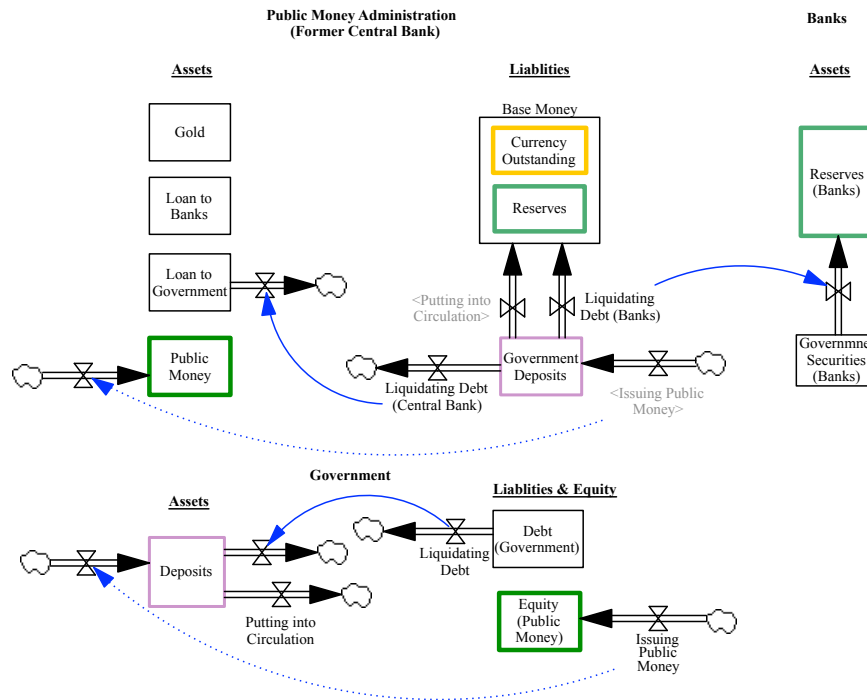 Public Money Administration
(Former Central Bank)
Banks
Assets
Liablities
Assets
Gold
Loan to
Banks
Loan to
Government
Public
Money
Base Money
Currency
Outstanding
Reserves
<Putting into
Circulation>
Liquidating
Debt (Banks)
Government
Deposits
Liquidating Debt
(Central Bank)
<Issuing Public
Money>
Reserves
(Banks)
Governmne
Securities
(Banks)
Government
Assets
Liablities & Equity
Deposits
Putting into
Circulation
Liquidating
Debt
Debt
(Government)
Equity
(Public
Money)
Issuing
Public
Money